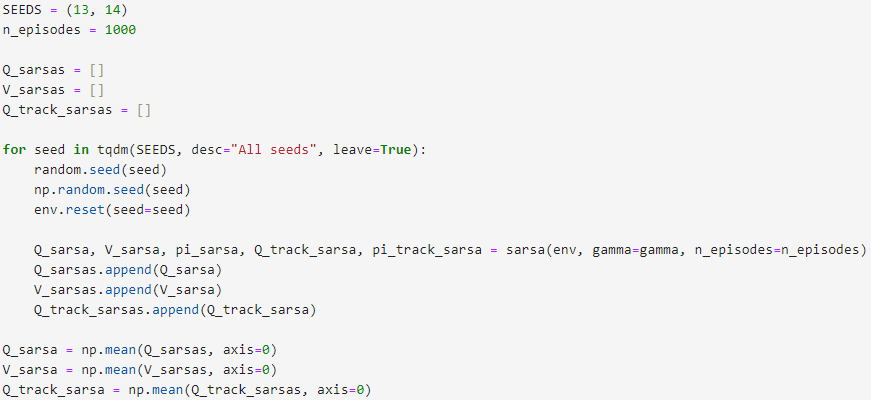 SEEDS = (13, 14)
n_episodes = 1000

Q_sarsas = []
V_sarsas = []
Q_track_sarsas = []

for seed in tqdm(SEEDS, desc="All seeds", leave=True):
    random.seed(seed)
    np.random.seed(seed)
    env.reset(seed=seed)

    Q_sarsa, V_sarsa, pi_sarsa, Q_track_sarsa, pi_track_sarsa = sarsa(env, gamma=gamma, n_episodes=n_episodes)
    Q_sarsas.append(Q_sarsa)
    V_sarsas.append(V_sarsa)
    Q_track_sarsas.append(Q_track_sarsa)

Q_sarsa = np.mean(Q_sarsas, axis=0)
V_sarsa = np.mean(V_sarsas, axis=0)
Q_track_sarsa = np.mean(Q_track_sarsas, axis=0)